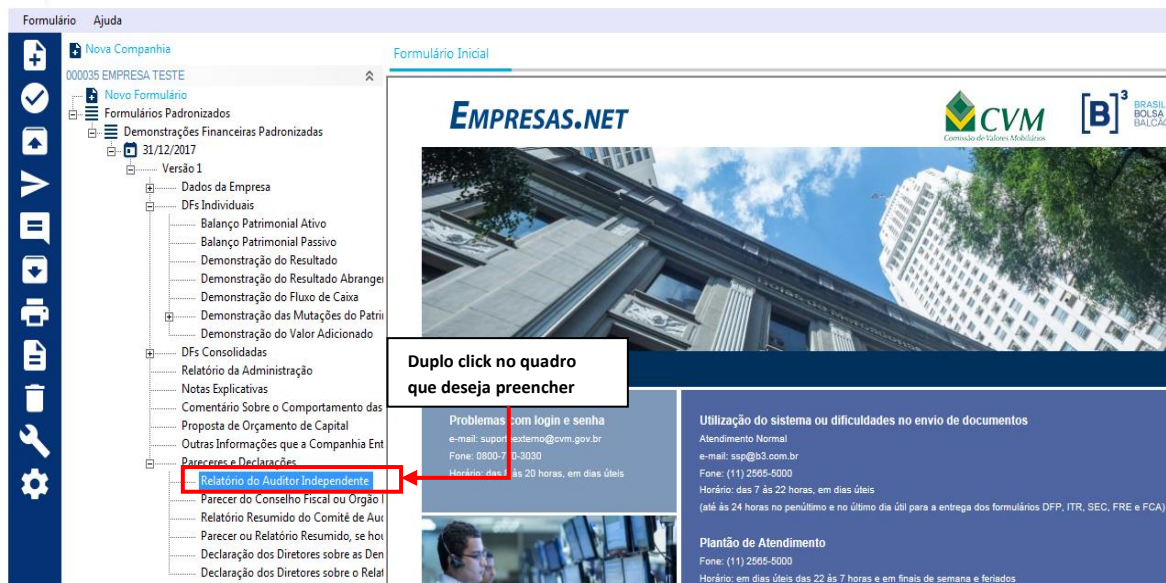 Formulário Ajuda
Nova Companhia
000035 EMPRESA TESTE
Novo Formulário
Formulários Padronizados
Demonstrações Financeiras Padronizadas
31/12/2017
Versão 1
Dados da Empresa
DFs Individuais
Balanço Patrimonial Ativo
Balanço Patrimonial Passivo
Demonstração do Resultado
Demonstração do Resultado Abranger
Demonstração do Fluxo de Caixa
Demonstração das Mutações do Patri
Demonstração do Valor Adicionado
DFs Consolidadas
Relatório da Administração
Notas Explicativas
Comentário Sobre o Comportamento das
Proposta de Orçamento de Capital
Outras Informações que a Companhia Ent
Pareceres e Declarações
Relatório do Auditor Independente
Parecer do Conselho Fiscal ou Órgão
Relatório Resumido do Comitê de Auc
Parecer ou Relatório Resumido, se hou
Declaração dos Diretores sobre as Den
Declaração dos Diretores sobre o Relat
Formulário Inicial
EMPRESAS.NET
CVM
Comissão de Valores Mobiliários
[B]³
BRASIL
BOLSA
BALCÃO
Duplo click no quadro
que deseja preencher
Problemas com login e senha
e-mail: suporteexterno@cvm.gov.br
Fone: 0800-7 0-3030
Horário: das às 20 horas, em dias úteis
Utilização do sistema ou dificuldades no envio de documentos
Atendimento Normal
e-mail: ssp@b3.com.br
Fone: (11) 2565-5000
Horário: das 7 às 22 horas, em dias úteis
(até às 24 horas no penúltimo e no último dia útil para a entrega dos formulários DFP, ITR, SEC, FRE e FCA)
Plantão de Atendimento
Fone: (11) 2565-5000
Horário: em dias úteis das 22 às 7 horas e em finais de semana e feriados